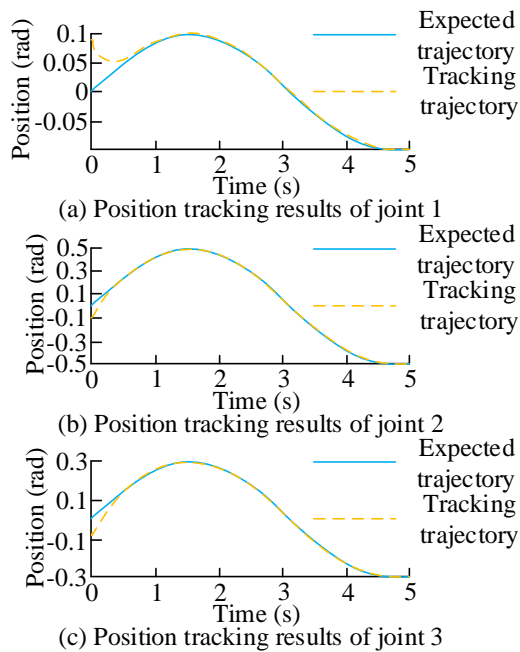 Position (rad)
0.1
0.05
0
-0.05
0
1
2
3
4
5
Time (s)
Expected
trajectory
Tracking
trajectory
(a) Position tracking results of joint 1
Position (rad)
0.5
0.3
0.1
-0.1
-0.3
-0.5
0
1
2
3
4
5
Time (s)
Expected
trajectory
Tracking
trajectory
(b) Position tracking results of joint 2
Position (rad)
0.3
0.1
-0.1
-0.3
0
1
2
3
4
5
Time (s)
Expected
trajectory
Tracking
trajectory
(c) Position tracking results of joint 3